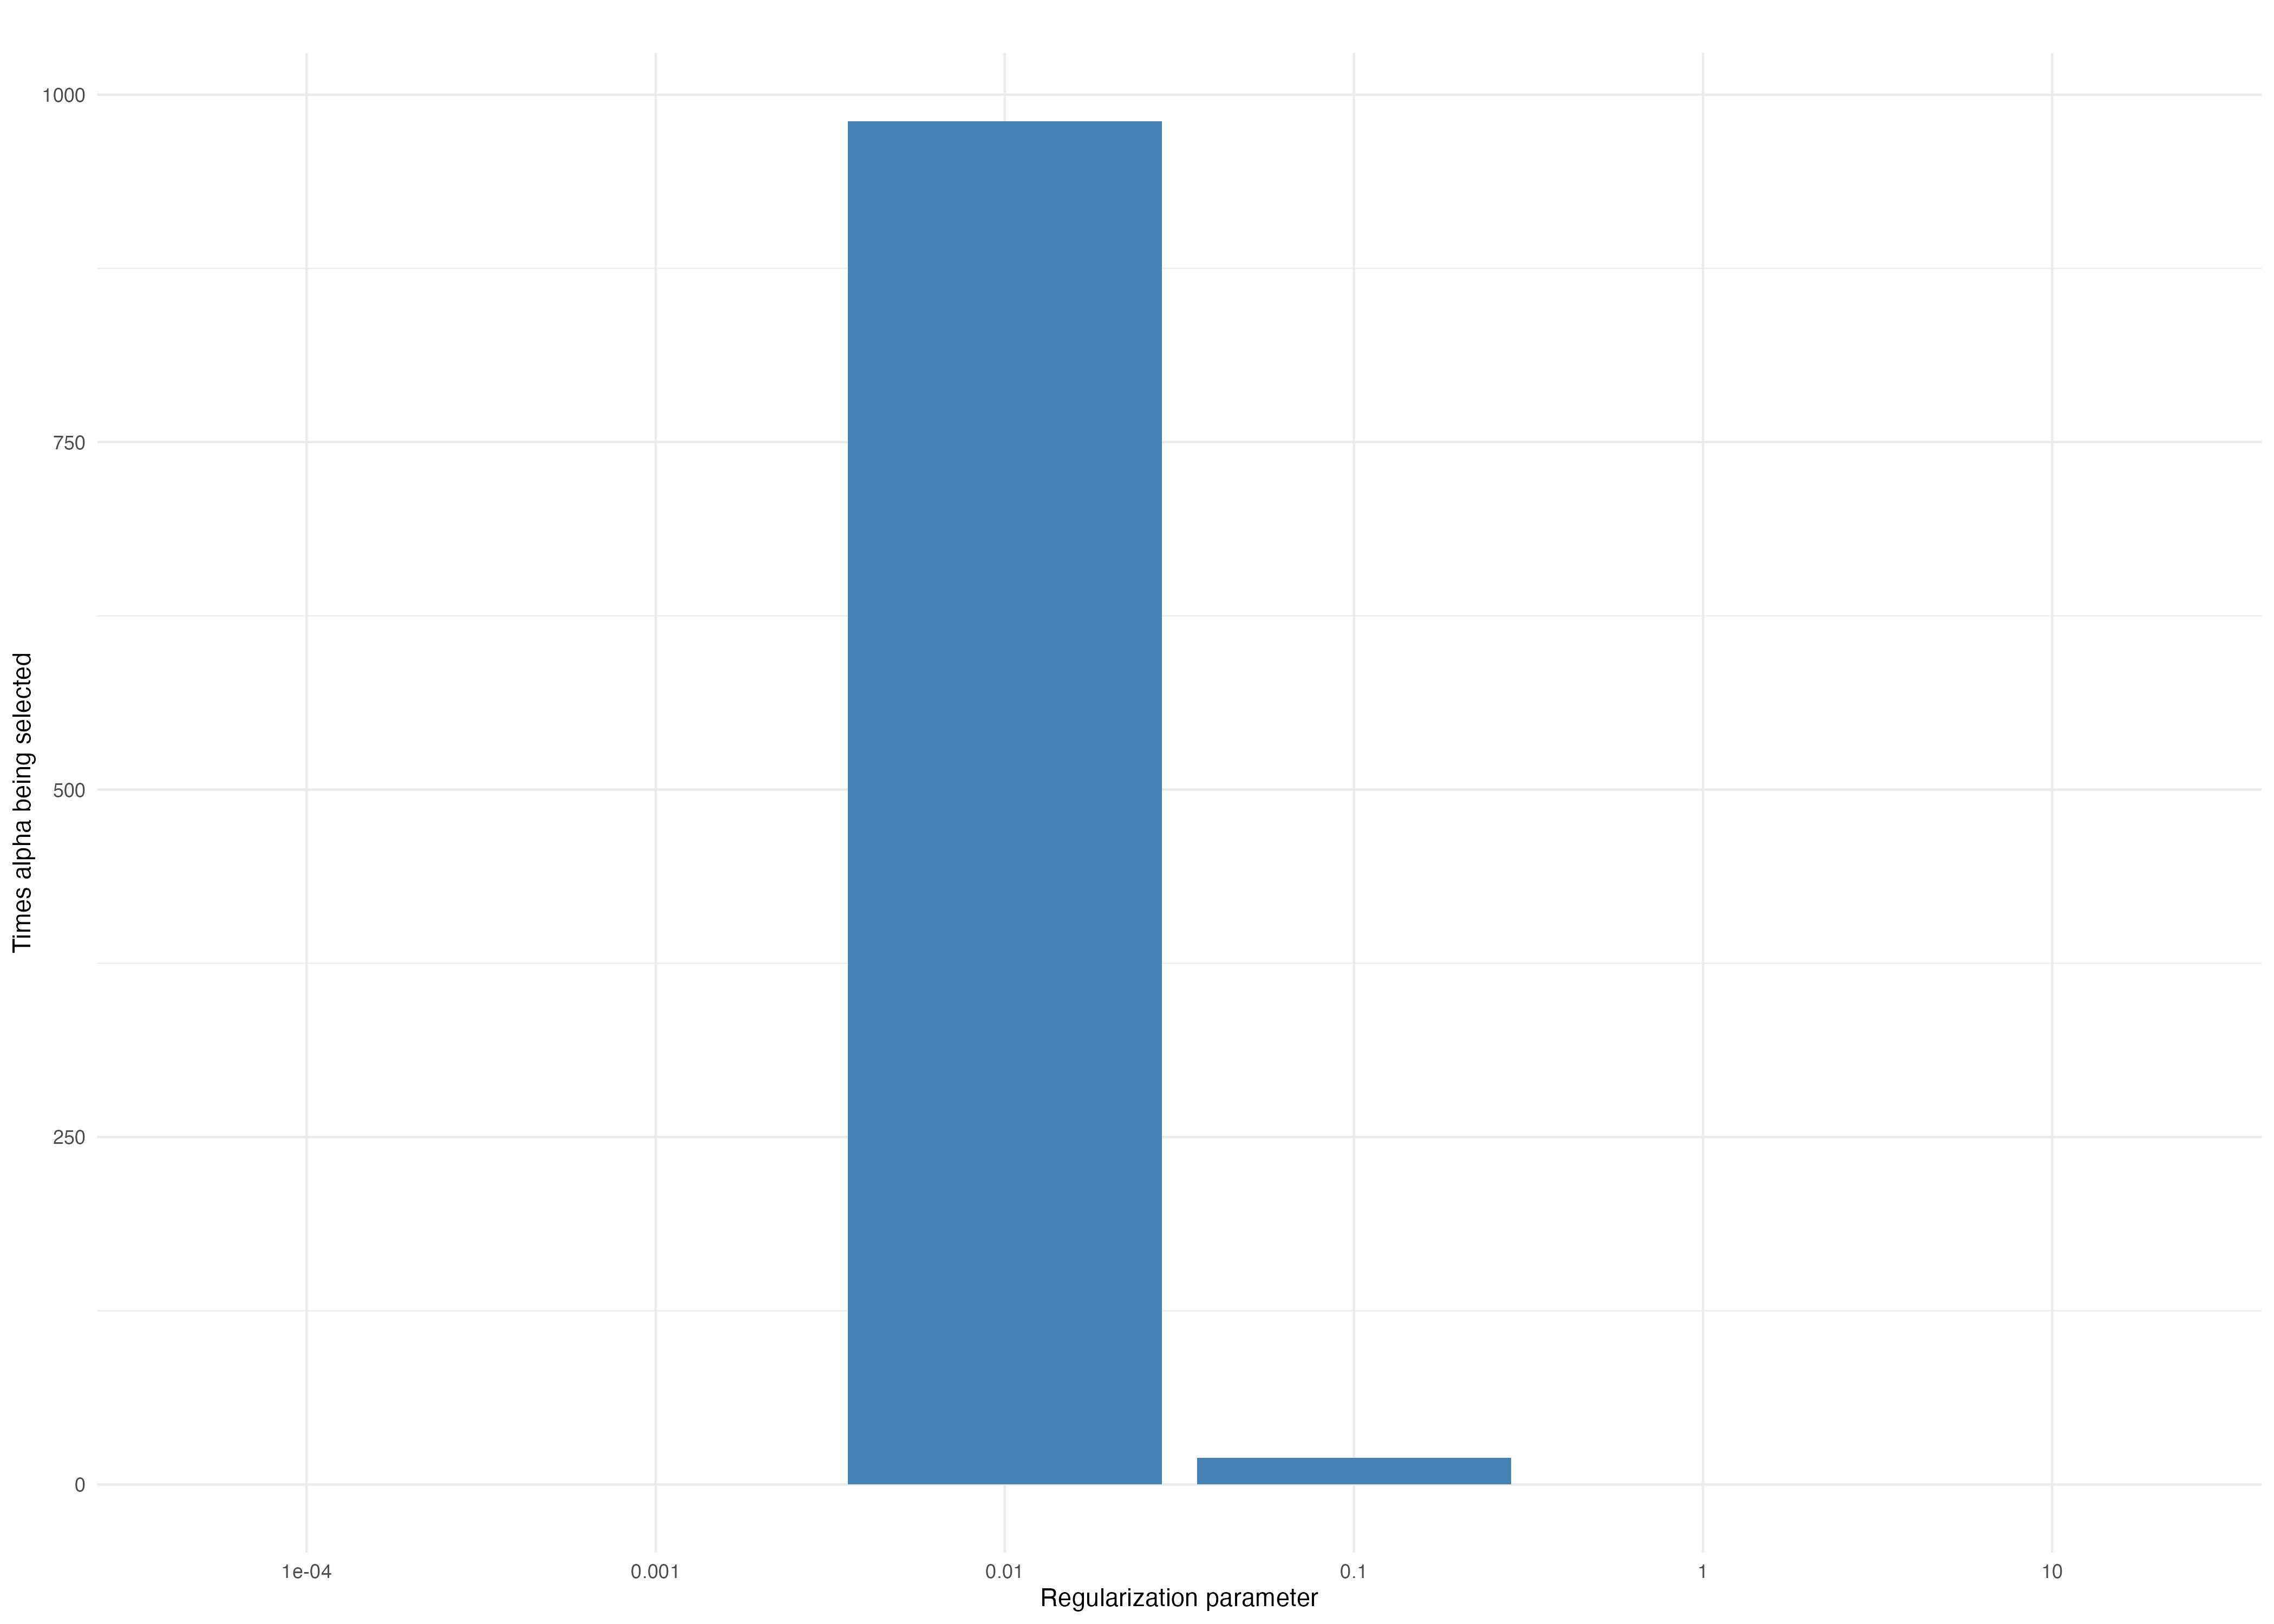 1000
750
500
250
0
Times alpha being selected
1e-04 0.001 0.01 0.1 1 10
Regularization parameter